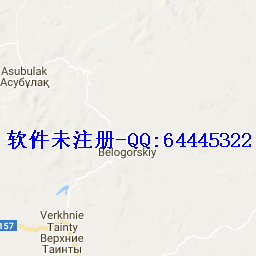 Asubulak
Асубұлақ
软件未注册-QQ:64445322
Belogorskiy
157
Verkhnie
Tainty
Верхние
Таинты